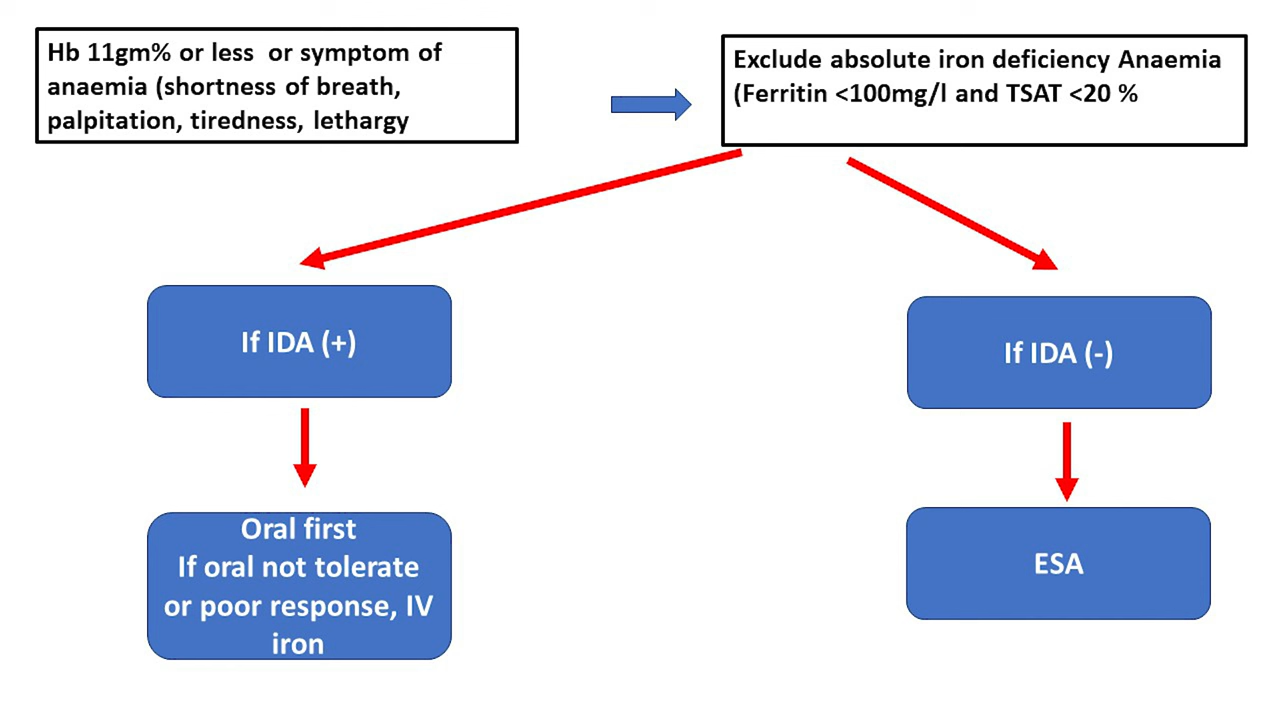 Hb 11gm% or less  or symptom of
anaemia (shortness of breath,
palpitation, tiredness, lethargy
Exclude absolute iron deficiency Anaemia
(Ferritin <100mg/l and TSAT <20 %
If IDA (+)
If IDA (-)
Oral first
If oral not tolerate
or poor response, IV
iron
ESA